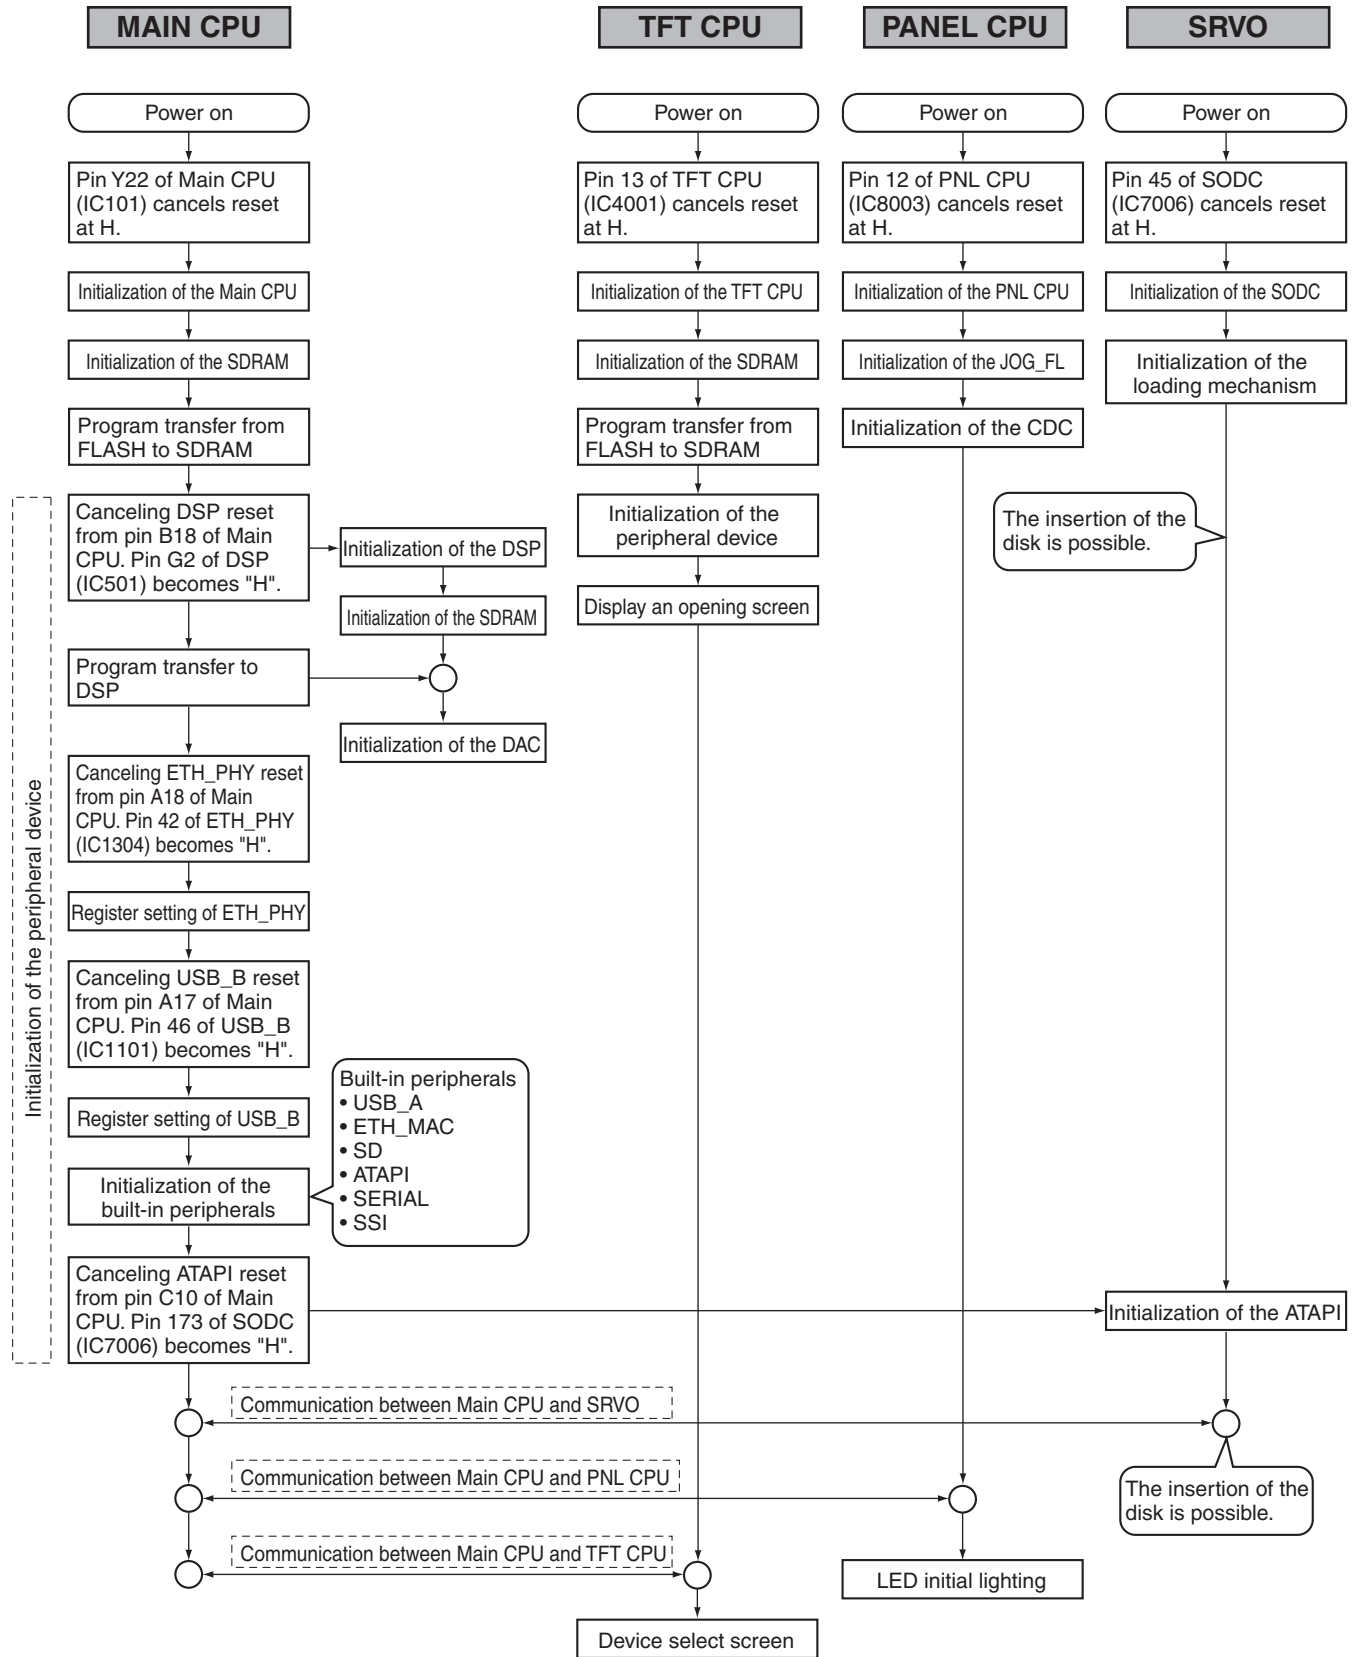 MAIN CPU
TFT CPU
PANEL CPU
SRVO
Power on
Power on
Power on
Power on
Pin Y22 of Main CPU
(IC101) cancels reset
at H.
Pin 13 of TFT CPU
(IC4001) cancels reset
at H.
Pin 12 of PNL CPU
(IC8003) cancels reset
at H.
Pin 45 of SODC
(IC7006) cancels reset
at H.
Initialization of the Main CPU
Initialization of the TFT CPU
Initialization of the PNL CPU
Initialization of the SODC
Initialization of the SDRAM
Initialization of the SDRAM
Initialization of the JOG_FL
Initialization of the
loading mechanism
Program transfer from
FLASH to SDRAM
Program transfer from
FLASH to SDRAM
Initialization of the CDC
Initialization of the peripheral device
Canceling DSP reset
from pin B18 of Main
CPU. Pin G2 of DSP
(IC501) becomes "H".
Initialization of the DSP
Initialization of the
peripheral device
The insertion of the
disk is possible.
Initialization of the SDRAM
Display an opening screen
Program transfer to
DSP
Initialization of the DAC
Canceling ETH_PHY reset
from pin A18 of Main
CPU. Pin 42 of ETH_PHY
(IC1304) becomes "H".
Register setting of ETH_PHY
Canceling USB_B reset
from pin A17 of Main
CPU. Pin 46 of USB_B
(IC1101) becomes "H".
Register setting of USB_B
Built-in peripherals
• USB_A
• ETH_MAC
• SD
• ATAPI
• SERIAL
• SSI
Initialization of the
built-in peripherals
Canceling ATAPI reset
from pin C10 of Main
CPU. Pin 173 of SODC
(IC7006) becomes "H".
Initialization of the ATAPI
Communication between Main CPU and SRVO
Communication between Main CPU and PNL CPU
The insertion of the
disk is possible.
Communication between Main CPU and TFT CPU
LED initial lighting
Device select screen